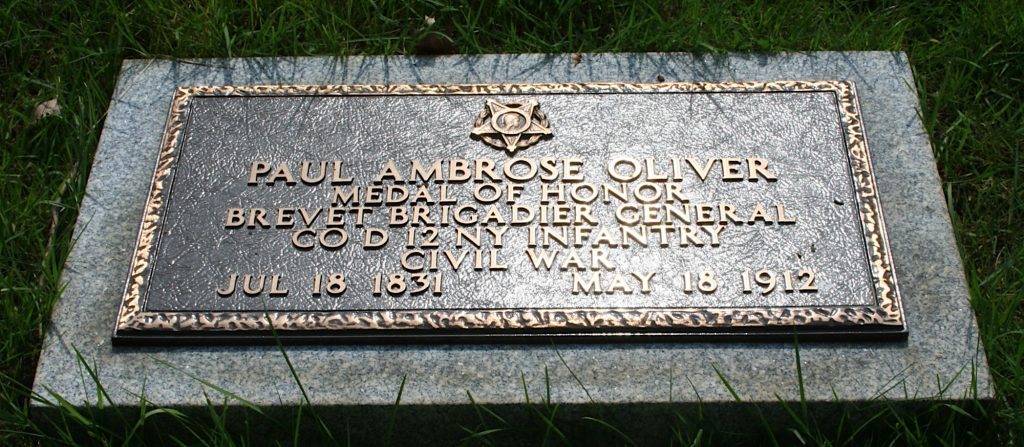 PAUL AMBROSE OLIVER
MEDAL OF HONOR
BREVET BRIGADIER GENERAL
CO D 12 NY INFANTRY
CIVIL WAR
JUL 18 1831 MAY 18 1912